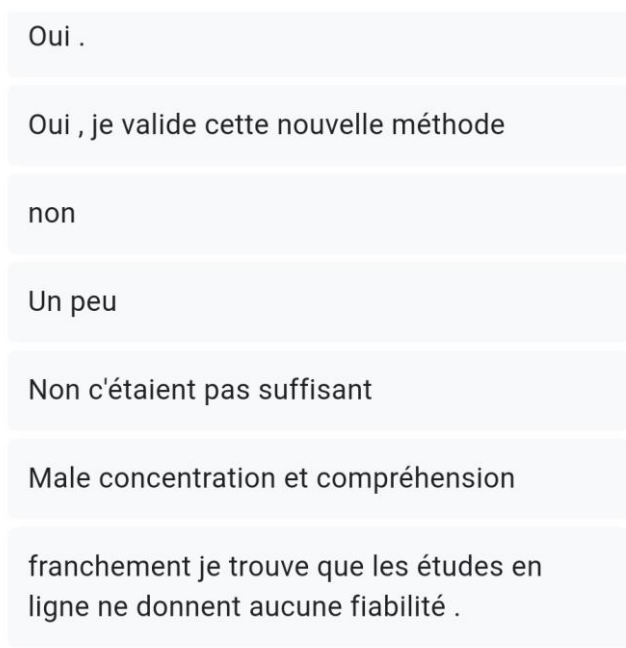 Oui .
Oui , je valide cette nouvelle méthode
non
Un peu
Non c'étaient pas suffisant
Male concentration et compréhension
franchement je trouve que les études en
ligne ne donnent aucune fiabilité .